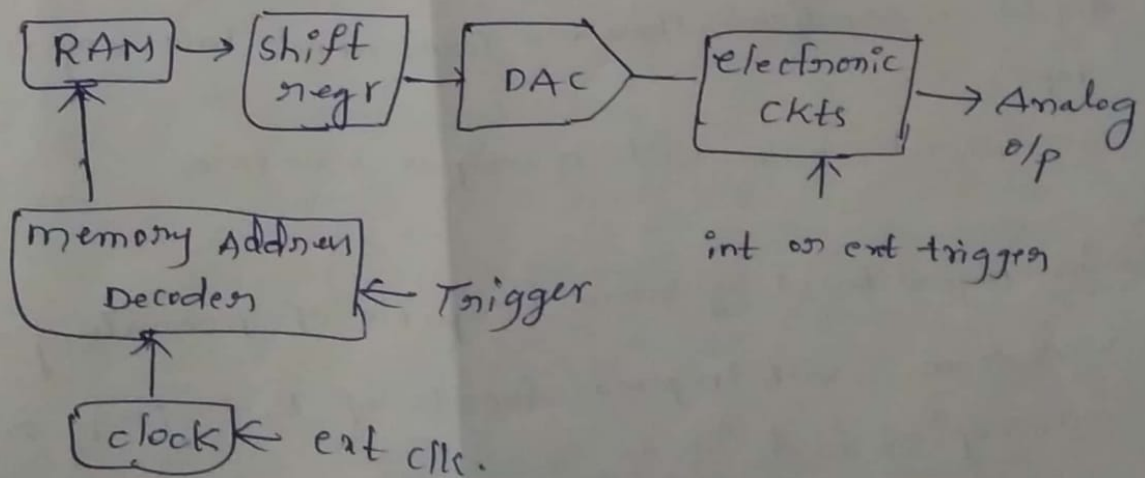 RAM
shift
regr
DAC
electronic
ckts
Analog
o/p
int or ext trigger
memory Address
Decoder
Trigger
clock
ext clk.